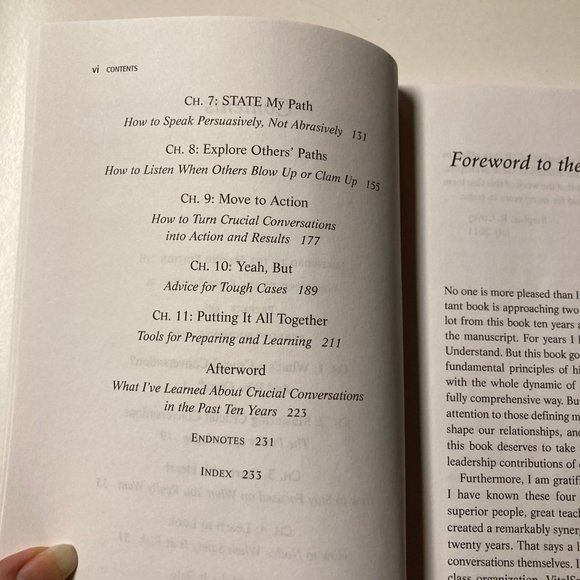 vi CONTENTS
CH. 7: STATE My Path
How to Speak Persuasively, Not Abrasively 131
CH. 8: Explore Others' Paths
How to Listen When Others Blow Up or Clam Up 155
CH. 9: Move to Action
How to Turn Crucial Conversations
into Action and Results 177
CH. 10: Yeah, But
Advice for Tough Cases 189
CH. 11: Putting It All Together
Tools for Preparing and Learning 211
Afterword
What I've Learned About Crucial Conversations
in the Past Ten Years 223
ENDNOTES 231
INDEX 233
Foreword to the
No one is more pleased than I
tant book is approaching two
lot from this book ten years a
the manuscript. For years I
Understand. But this book go
fundamental principles of hi
with the whole dynamic of
fully comprehensive way. Bu
attention to those defining m
shape our relationships, and
this book deserves to take
leadership contributions of
Furthermore, I am gratifi
I have known these four
superior people, great teac
created a remarkably synerg
twenty years. That says a l
conversations themselves. I
class organization,